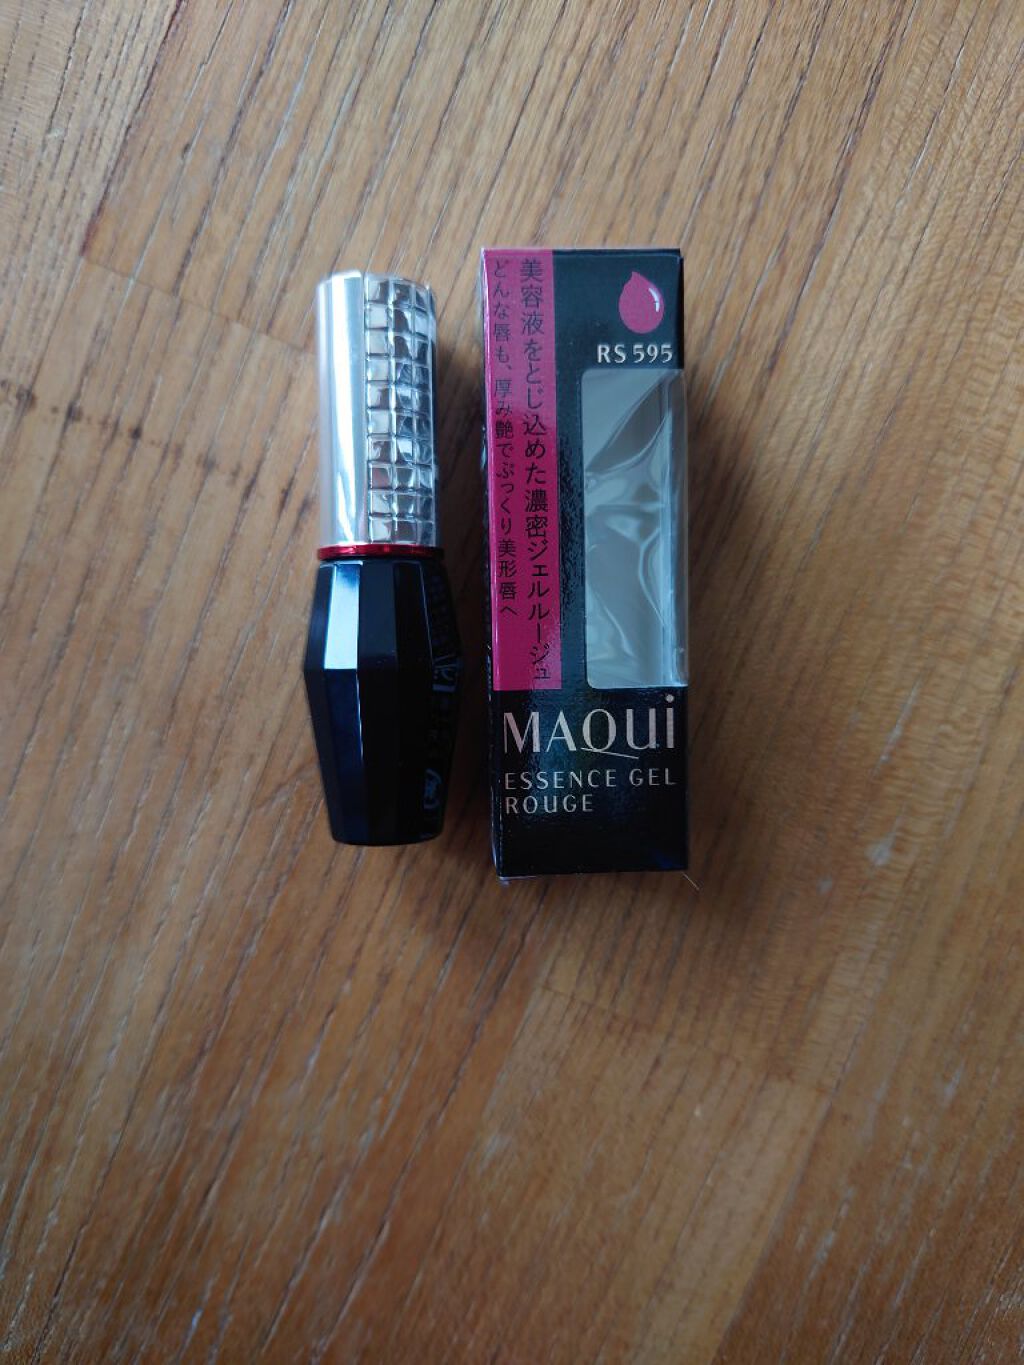 美容液をとじ込めた濃密ジェルルージュ
どんな唇も、厚み艶でぷっくり美形唇へ
RS 595
MAQUi
ESSENCE GEL
ROUGE